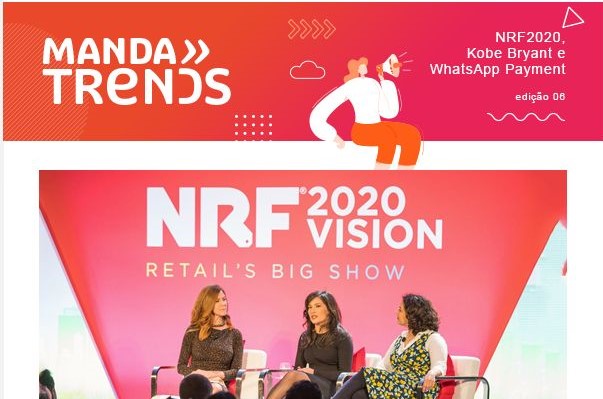 MANDA
TRENDS
NRF2020,
Kobe Bryant e
WhatsApp Payment
edição 06
NRF® 2020
VISION
RETAIL'S BIG SHOW